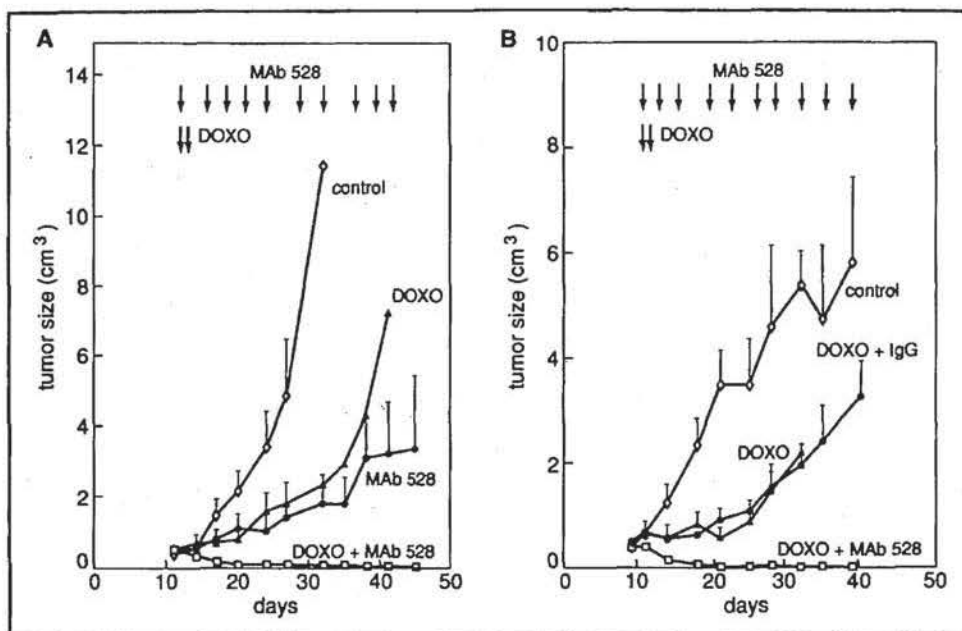 A
14
12
10
8
6
4
2
0
tumor size (cm³)
MAb 528
DOXO
control
DOXO
MAb 528
DOXO + MAb 528
0 10 20 30 40 50
days
B
10
8
6
4
2
0
tumor size (cm³)
MAb 528
DOXO
control
DOXO + IgG
DOXO
DOXO + MAb 528
0 10 20 30 40 50
days